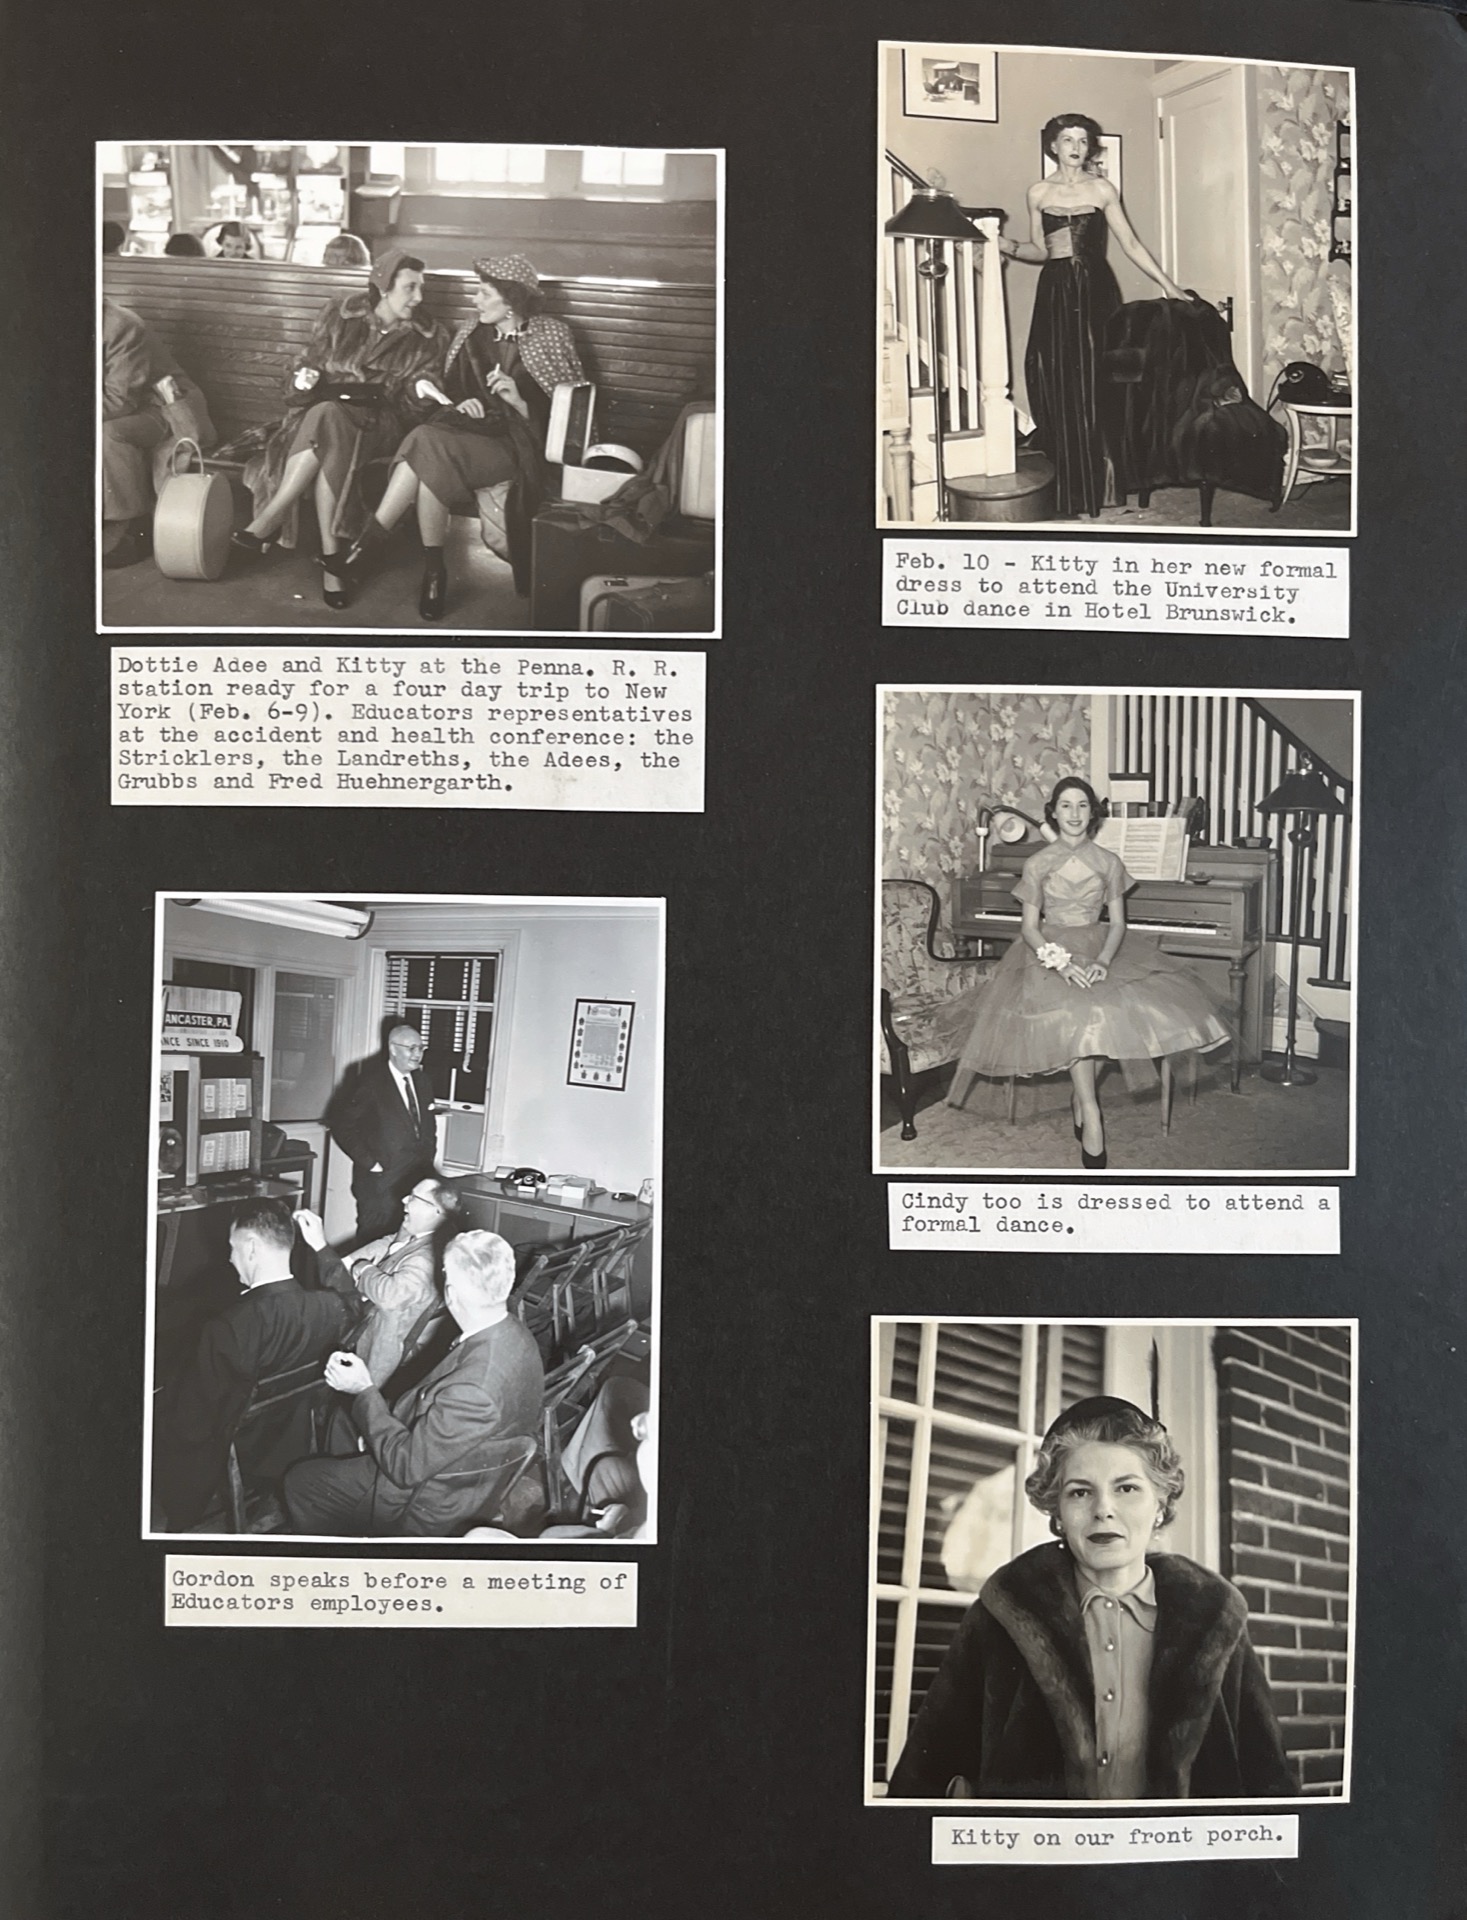 Dottie Adee and Kitty at the Penna. R. R.
station ready for a four day trip to New
York (Feb. 6-9). Educators representatives
at the accident and health conference: the
Stricklers, the Landreths, the Adees, the
Grubbs and Fred Huehnergarth.
ANCASTER, PA.
NCE SINCE 1910
Gordon speaks before a meeting of
Educators employees.
Feb. 10 - Kitty in her new formal
dress to attend the University
Club dance in Hotel Brunswick.
Cindy too is dressed to attend a
formal dance.
Kitty on our front porch.